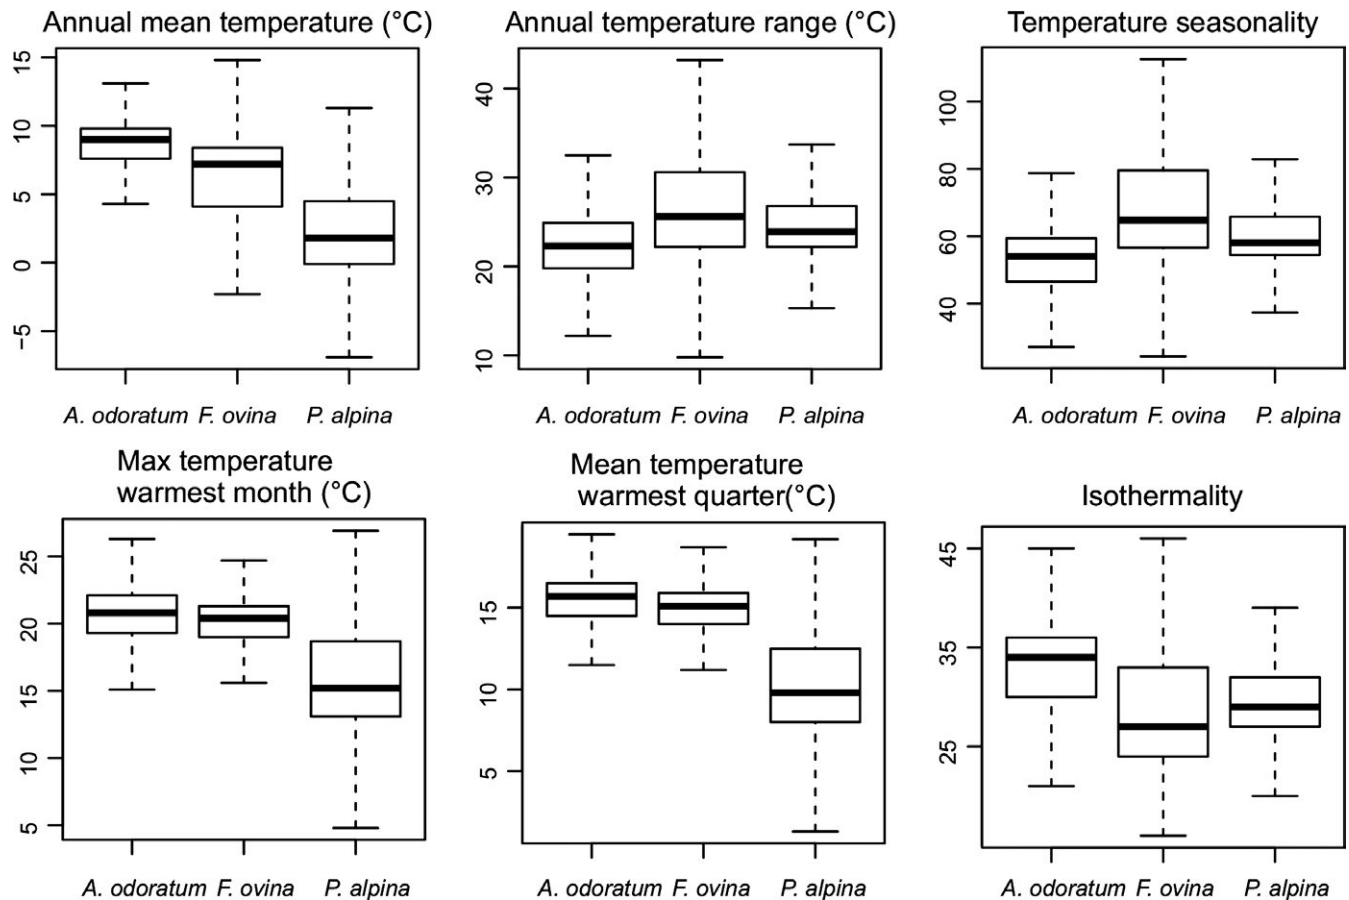 Annual mean temperature (°C)
15
10
5
0
−5
A. odoratum F. ovina P. alpina
Annual temperature range (°C)
40
30
20
10
A. odoratum F. ovina P. alpina
Temperature seasonality
100
80
60
40
A. odoratum F. ovina P. alpina
Max temperature
warmest month (°C)
25
20
15
10
5
A. odoratum F. ovina P. alpina
Mean temperature
warmest quarter(°C)
15
10
5
A. odoratum F. ovina P. alpina
Isothermality
45
35
25
A. odoratum F. ovina P. alpina